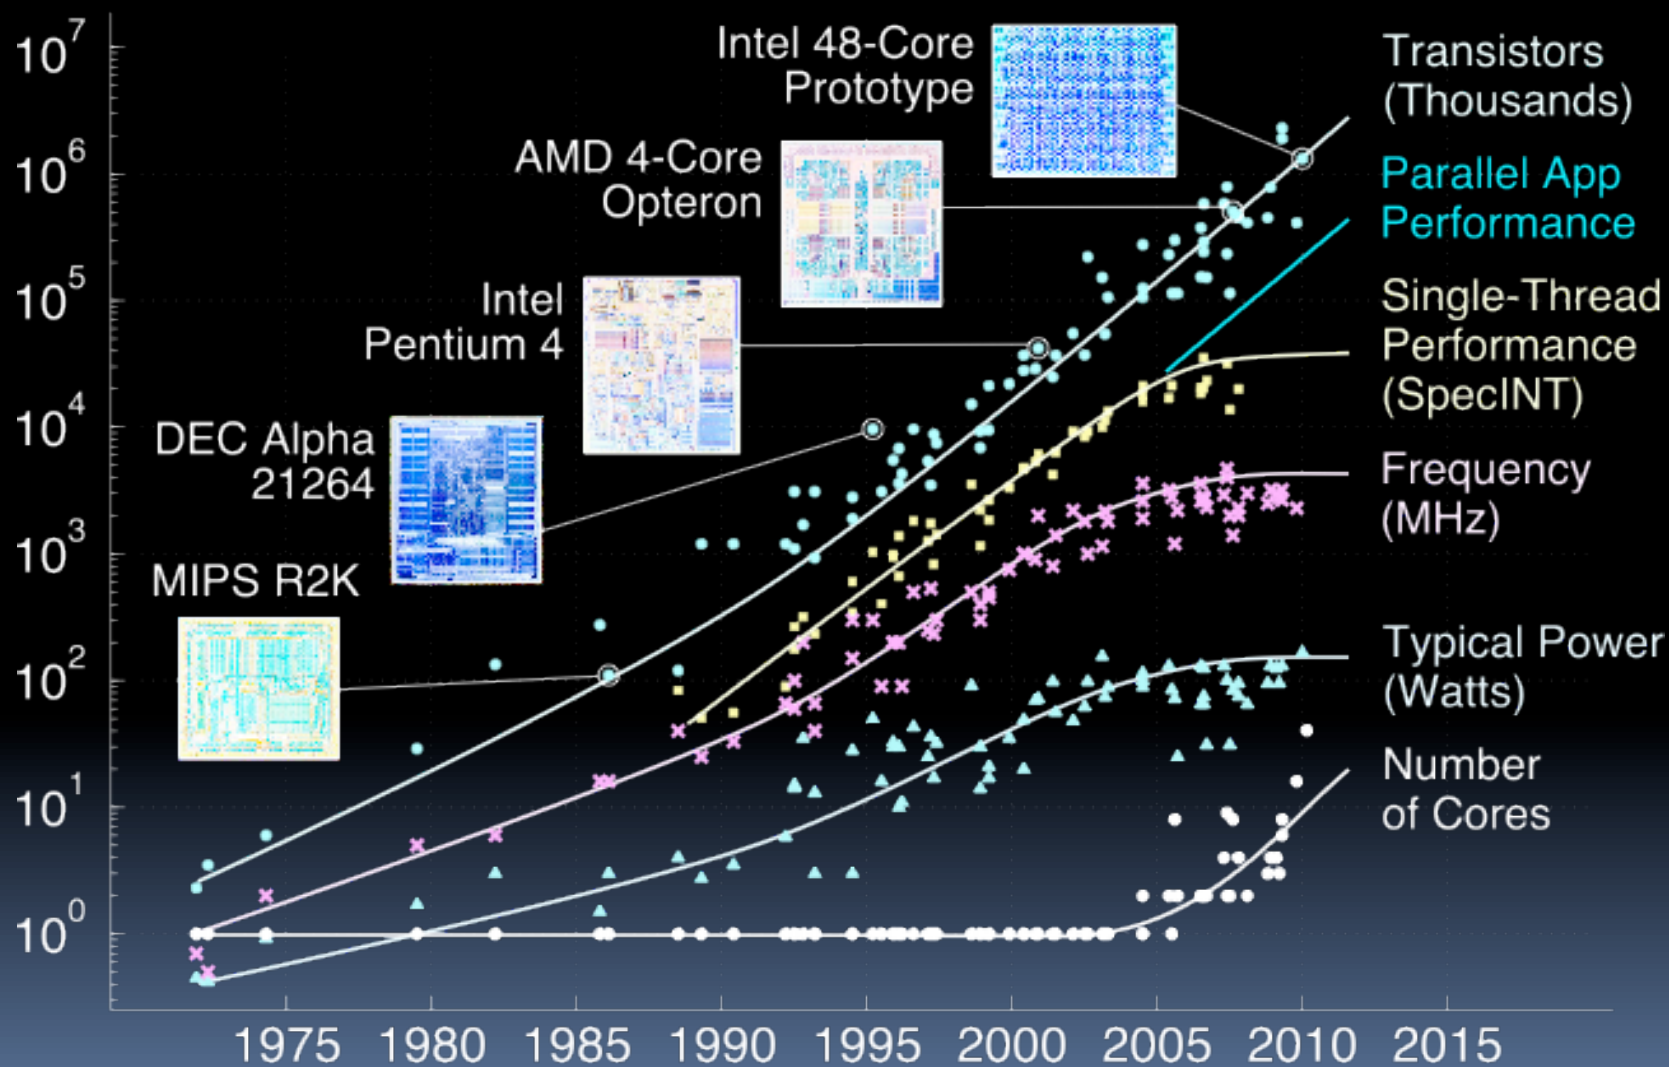 10^7
10^6
10^5
10^4
10^3
10^2
10^1
10^0
Intel 48-Core
Prototype
AMD 4-Core
Opteron
Intel
Pentium 4
DEC Alpha
21264
MIPS R2K
Transistors
(Thousands)
Parallel App
Performance
Single-Thread
Performance
(SpecINT)
Frequency
(MHz)
Typical Power
(Watts)
Number
of Cores
1975 1980 1985 1990 1995 2000 2005 2010 2015